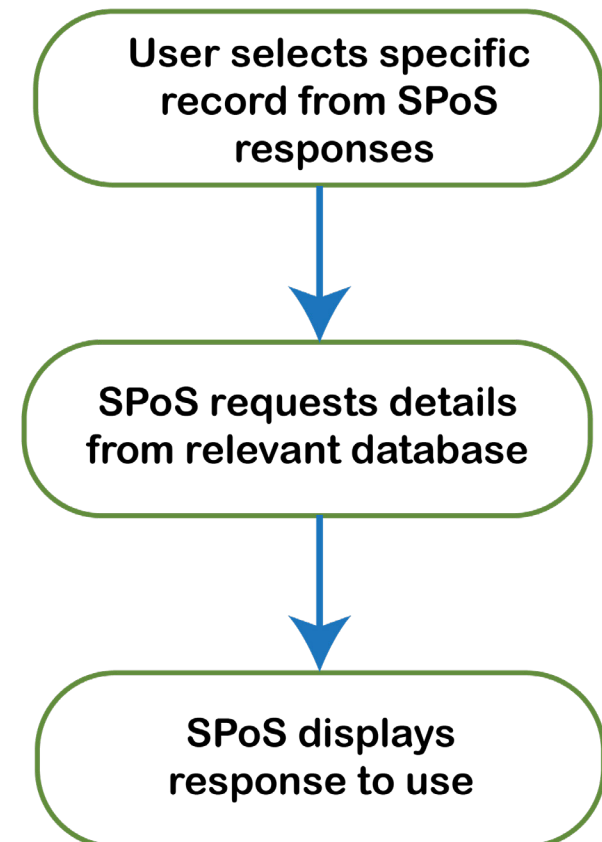 User selects specific
record from SPoS
responses
SPoS requests details
from relevant database
SPoS displays
response to use